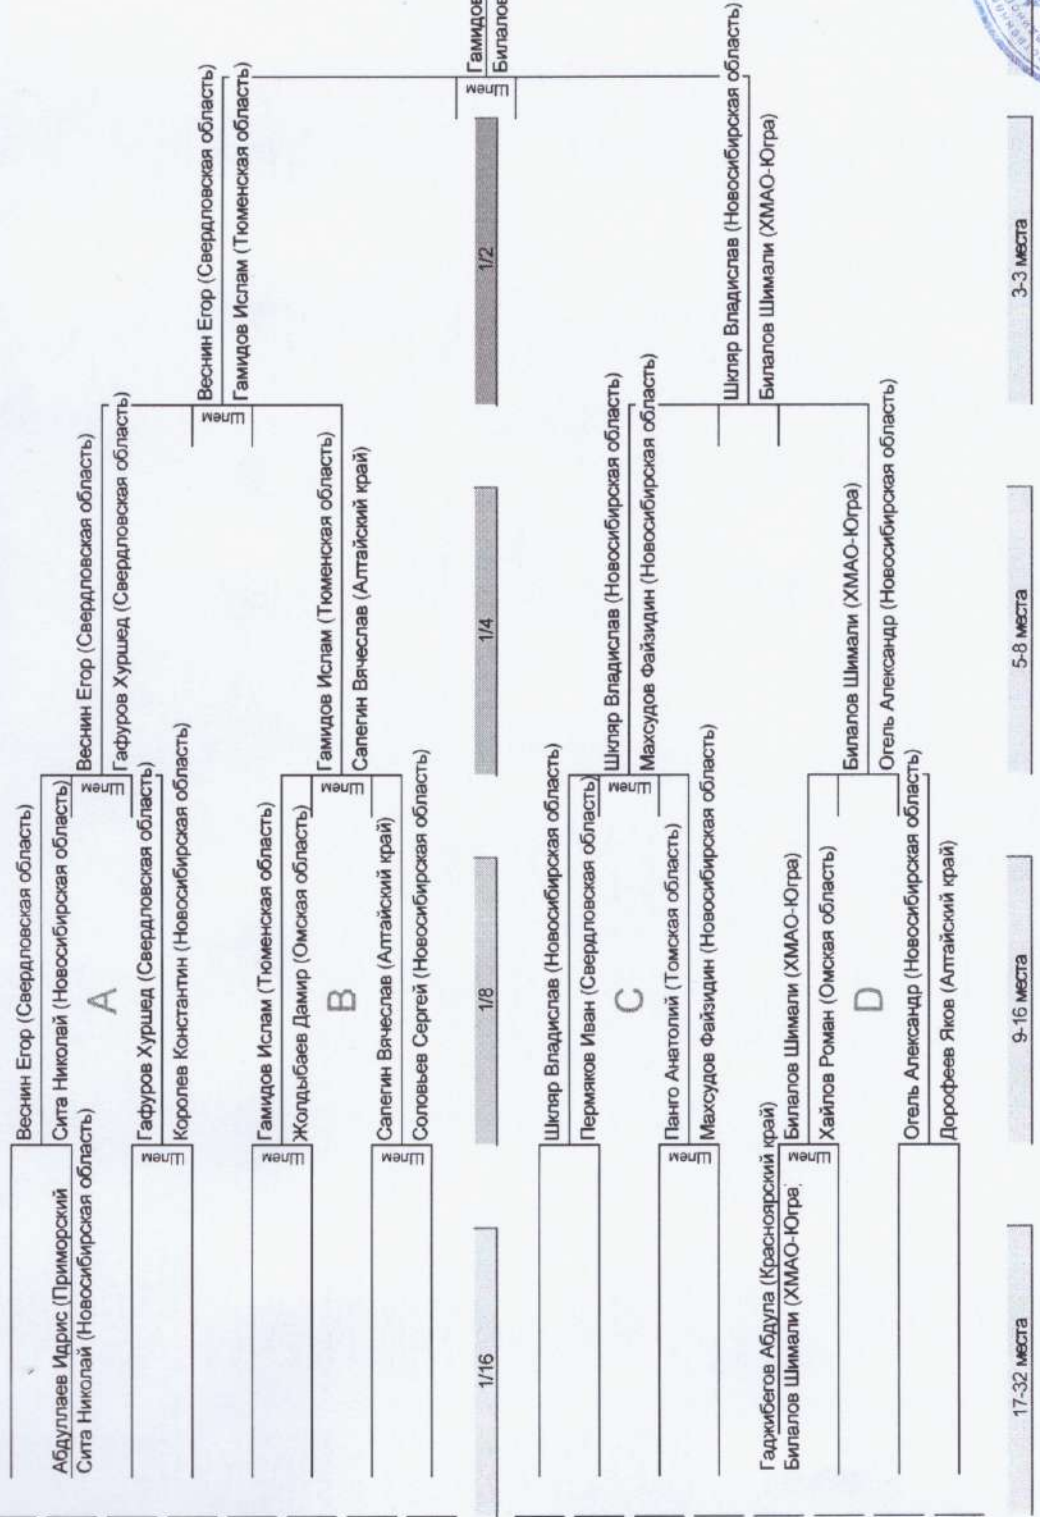 Абдуллаев Идрис (Приморский
Сита Николай (Новосибирская область)
1/16
Гаджибегов Абдула (Красноярский край)
Билалов Шимали (ХМАО-Югра)
17-32 места
Веснин Егор (Свердловская область)
Сита Николай (Новосибирская область)
A
Шлем
Гафуров Хуршед (Свердловская область)
Королев Константин (Новосибирская область)
Шлем
Гамидов Ислам (Тюменская область)
Жолдыбаев Дамир (Омская область)
B
Шлем
Сапегин Вячеслав (Алтайский край)
Соловьев Сергей (Новосибирская область)
1/8
Шкляр Владислав (Новосибирская область)
Пермяков Иван (Свердловская область)
C
Шлем
Панго Анатолий (Томская область)
Махсудов Файзидин (Новосибирская область)
Шлем
Билалов Шимали (ХМАО-Югра)
Хайлов Роман (Омская область)
D
Огель Александр (Новосибирская область)
Дорофеев Яков (Алтайский край)
9-16 места
Шлем
Веснин Егор (Свердловская область)
Гафуров Хуршед (Свердловская область)
Шлем
Гамидов Ислам (Тюменская область)
Сапегин Вячеслав (Алтайский край)
1/4
Шлем
Шкляр Владислав (Новосибирская область)
Махсудов Файзидин (Новосибирская область)
Билалов Шимали (ХМАО-Югра)
Огель Александр (Новосибирская область)
5-8 места
Шлем
Веснин Егор (Свердловская область)
Гамидов Ислам (Тюменская область)
1/2
Шкляр Владислав (Новосибирская область)
Билалов Шимали (ХМАО-Югра)
3-3 места
Шлем
Гамидов
Билалов